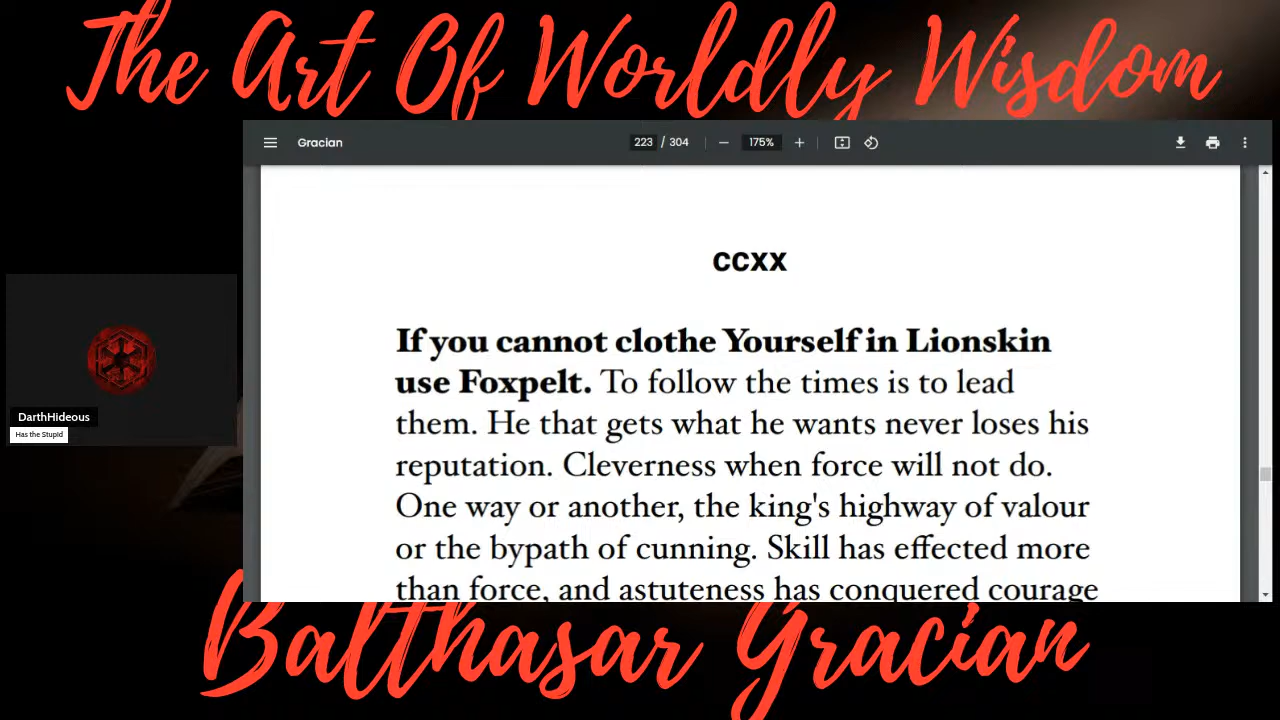 The Art Of Worldly Wisdom
Gracian
223 / 304
175%
CCXX
If you cannot clothe Yourself in Lionskin
use Foxpelt. To follow the times is to lead
them. He that gets what he wants never loses his
reputation. Cleverness when force will not do.
One way or another, the king's highway of valour
or the bypath of cunning. Skill has effected more
than force, and astuteness has conquered courage
DarthHideous
Has the Stupid
Balthasar Gracian